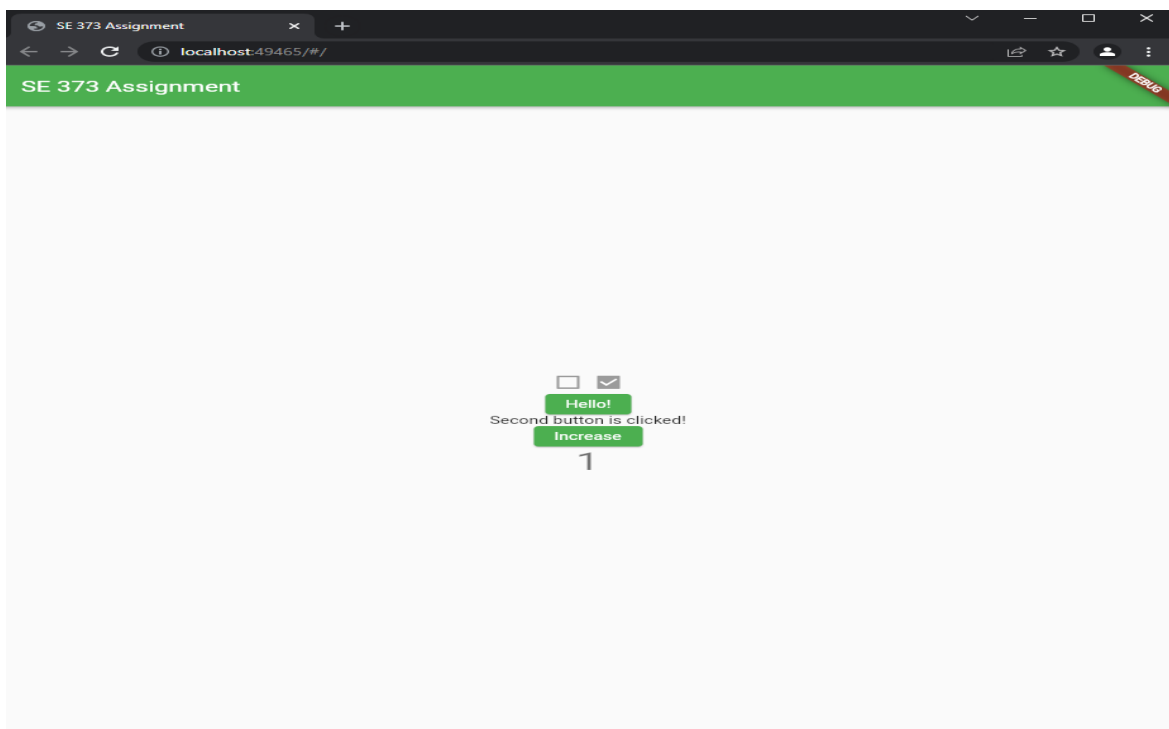 SE 373 Assignment
localhost:49465/#/
SE 373 Assignment
DEBUG
Hello!
Second button is clicked!
Increase
1